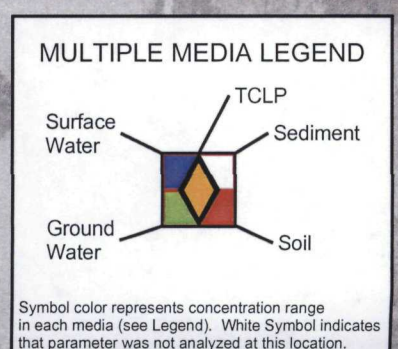 MULTIPLE MEDIA LEGEND
TCLP
Surface
Water
Sediment
Ground
Water
Soil
Symbol color represents concentration range
in each media (see Legend). White Symbol indicates
that parameter was not analyzed at this location.